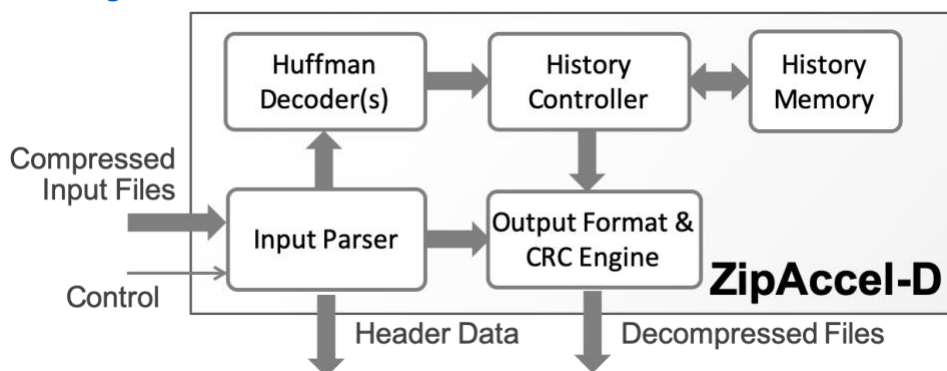 Huffman
Decoder(s)
History
Controller
History
Memory
Compressed
Input Files
Input Parser
Output Format &
CRC Engine
ZipAccel-D
Control
Header Data
Decompressed Files